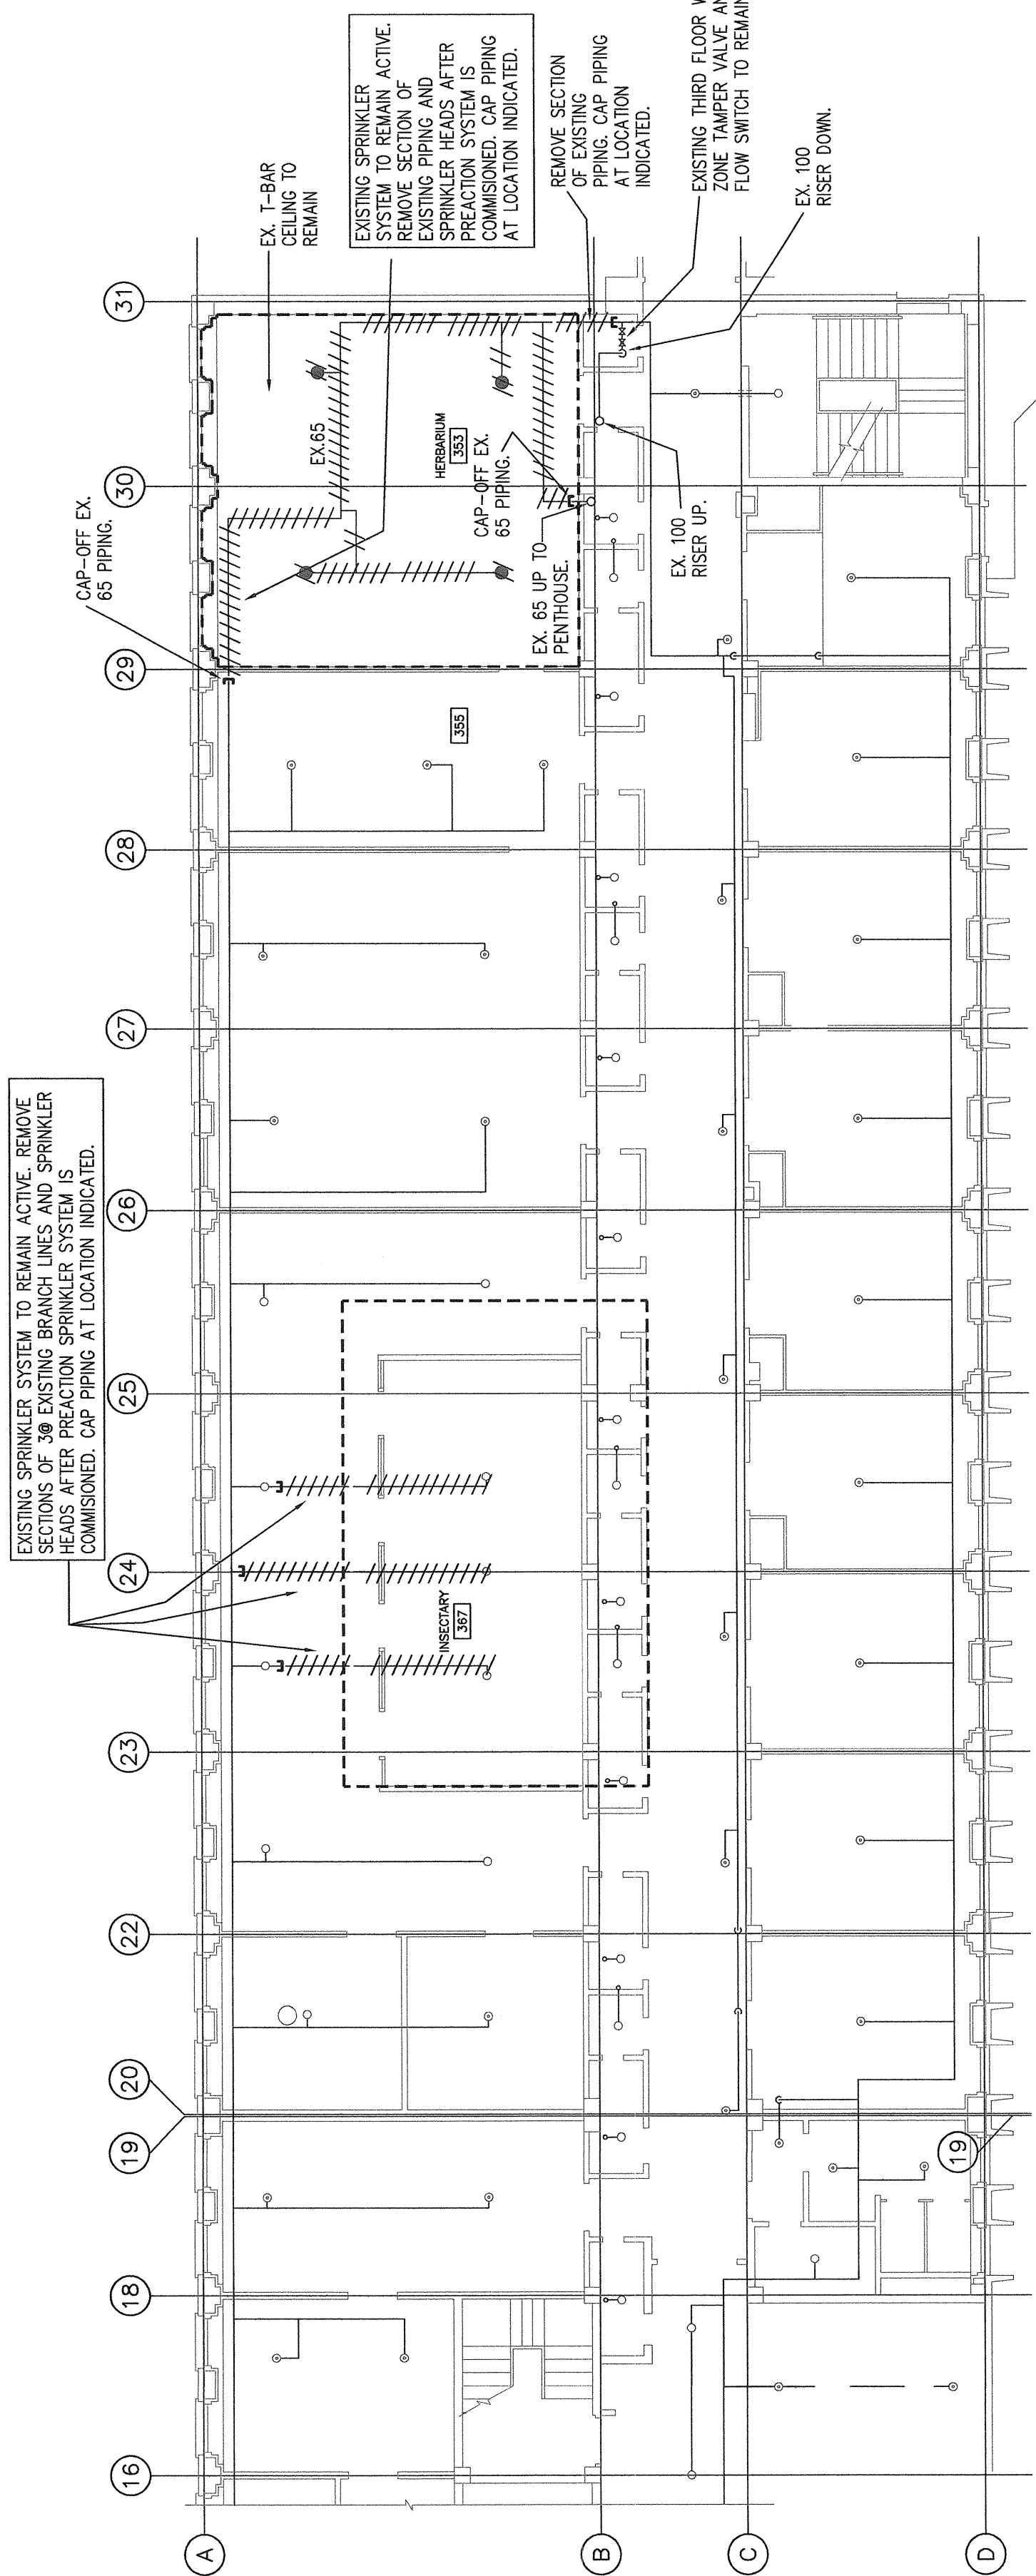 EXISTING SPRINKLER SYSTEM TO REMAIN ACTIVE. REMOVE
SECTIONS OF 3@ EXISTING BRANCH LINES AND SPRINKLER
HEADS AFTER PREACTION SPRINKLER SYSTEM IS
COMMISIONED. CAP PIPING AT LOCATION INDICATED.
CAP-OFF EX.
65 PIPING.
EX. T-BAR
CEILING TO
REMAIN
EXISTING SPRINKLER
SYSTEM TO REMAIN ACTIVE.
REMOVE SECTION OF
EXISTING PIPING AND
SPRINKLER HEADS AFTER
PREACTION SYSTEM IS
COMMISIONED. CAP PIPING
AT LOCATION INDICATED.
REMOVE SECTION
OF EXISTING
PIPING. CAP PIPING
AT LOCATION
INDICATED.
EXISTING THIRD FLOOR W
ZONE TAMPER VALVE AN
FLOW SWITCH TO REMAIN
EX. 100
RISER DOWN.
EX. 100
RISER UP.
EX.65
HERBARIUM
353
CAP-OFF EX.
65 PIPING.
EX. 65 UP TO
PENTHOUSE.
355
INSECTARY
367
16
18
19
20
22
23
24
25
26
27
28
29
30
31
19
A
B
C
D